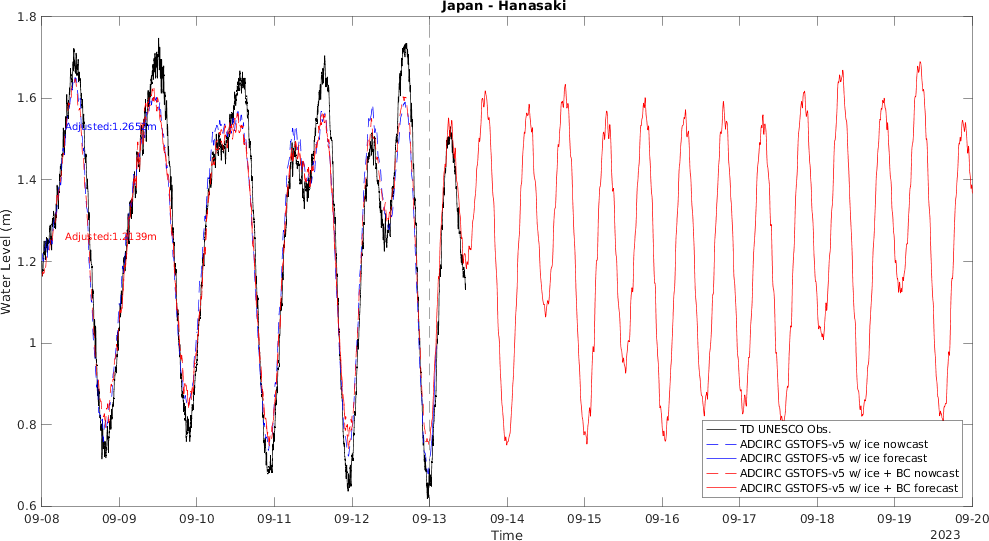 Japan - Hanasaki
Water Level (m)
1.8
1.6
1.4
1.2
1
0.8
0.6
Adjusted:1.2139m
09-08
09-09
09-10
09-11
09-12
09-13
09-14
09-15
09-16
09-17
09-18
09-19
09-20
Time
2023
TD UNESCO Obs.
ADCIRC GSTOFS-v5 w/ ice nowcast
ADCIRC GSTOFS-v5 w/ ice forecast
ADCIRC GSTOFS-v5 w/ ice + BC nowcast
ADCIRC GSTOFS-v5 w/ ice + BC forecast